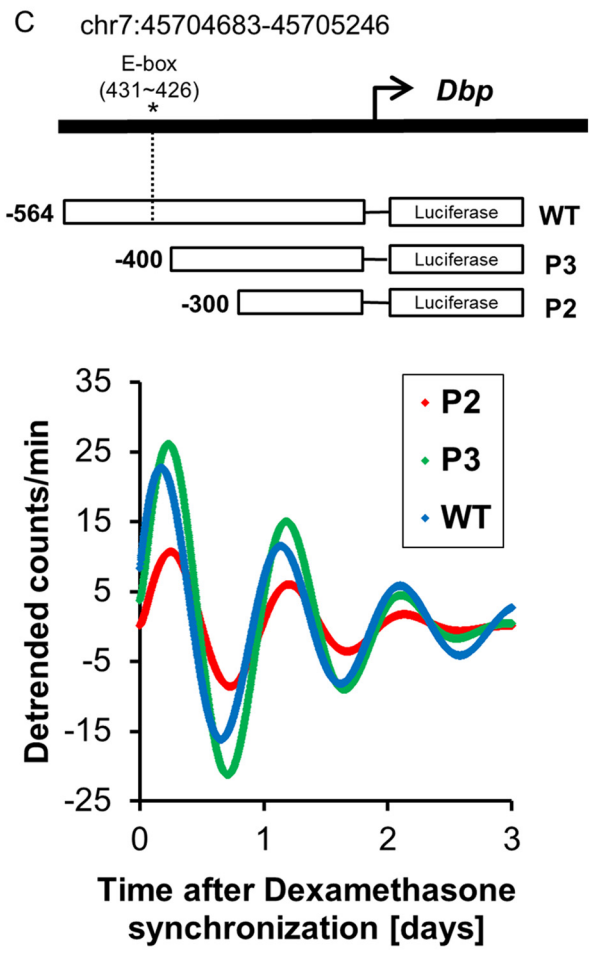 C chr7:45704683-45705246
E-box
(431~426)
*
Dbp
-564 Luciferase WT
-400 Luciferase P3
-300 Luciferase P2
35
25
15
5
-5
-15
-25
Detrended counts/min
P2
P3
WT
0 1 2 3
Time after Dexamethasone
synchronization [days]